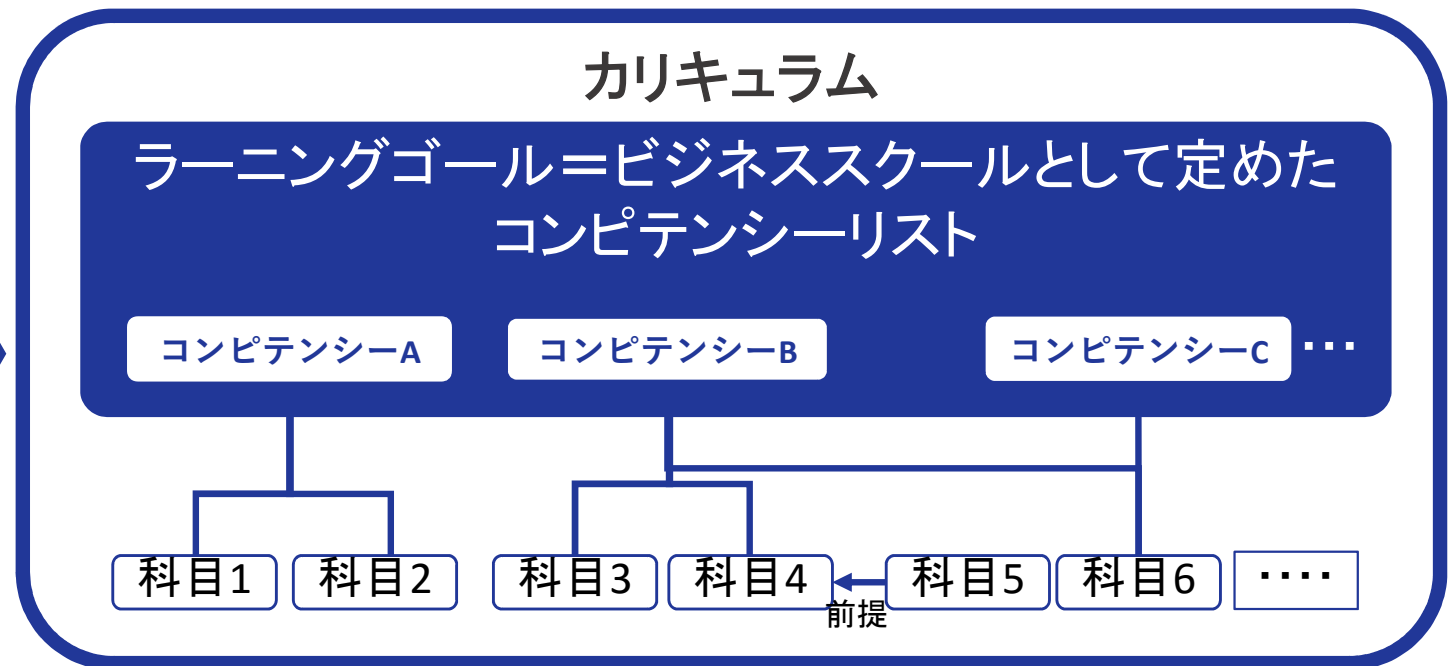 カリキュラム
ラーニングゴール＝ビジネススクールとして定めた
コンピテンシーリスト
コンピテンシーA
コンピテンシーB
コンピテンシーC
･･･
科目1
科目2
科目3
科目4
前提
科目5
科目6
････